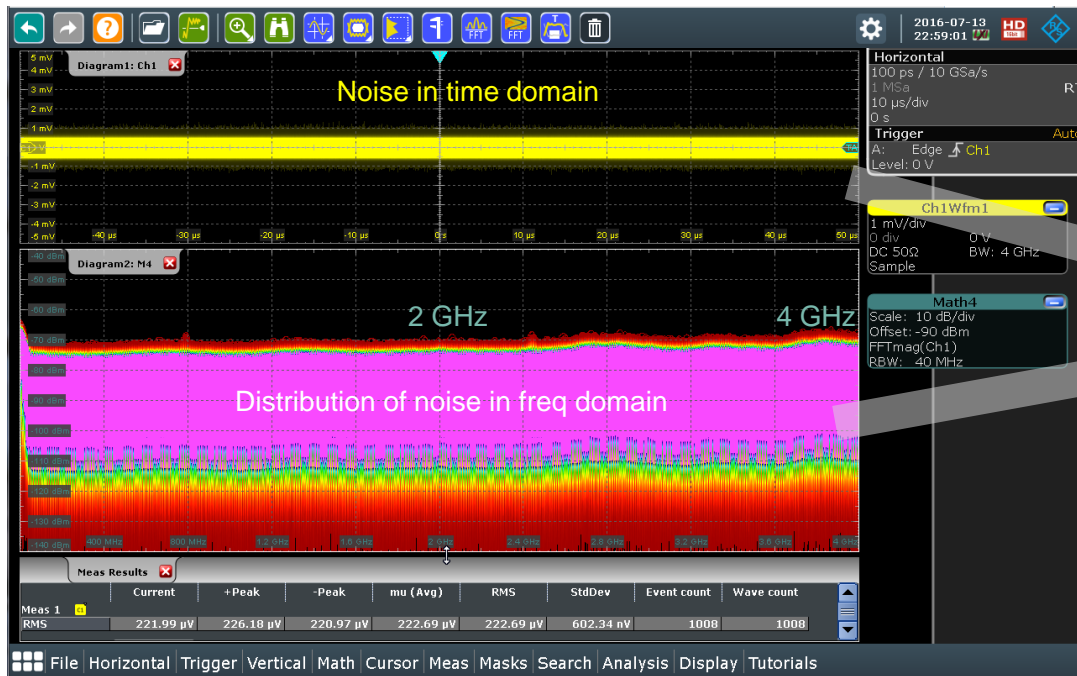 2016-07-13
22:59:01
HD
Diagram1: Ch1
Noise in time domain
5 mV
4 mV
3 mV
2 mV
1 mV
-1 mV
-2 mV
-3 mV
-4 mV
-5 mV
-40 µs -30 µs -20 µs -10 µs 0 s 10 µs 20 µs 30 µs 40 µs 50 µs
TA
Horizontal
100 ps / 10 GSa/s
1 MSa
10 µs/div
0 s
Trigger Auto
A: Edge Ch1
Level: 0 V
Ch1Wfm1
1 mV/div
0 div 0 V
DC 50Ω BW: 4 GHz
Sample
Math4
Scale: 10 dB/div
Offset: -90 dBm
FFTmag(Ch1)
RBW: 40 MHz
Diagram2: M4
2 GHz 4 GHz
Distribution of noise in freq domain
-40 dBm
-50 dBm
-60 dBm
-70 dBm
-80 dBm
-90 dBm
-100 dBm
-110 dBm
-120 dBm
-130 dBm
-140 dBm
400 MHz 800 MHz 1.2 GHz 1.6 GHz 2 GHz 2.4 GHz 2.8 GHz 3.2 GHz 3.6 GHz 4 GHz
Meas Results
Current +Peak -Peak mu (Avg) RMS StdDev Event count Wave count
Meas 1 C1
RMS 221.99 µV 226.18 µV 220.97 µV 222.69 µV 222.69 µV 602.34 nV 1008 1008
File Horizontal Trigger Vertical Math Cursor Meas Masks Search Analysis Display Tutorials